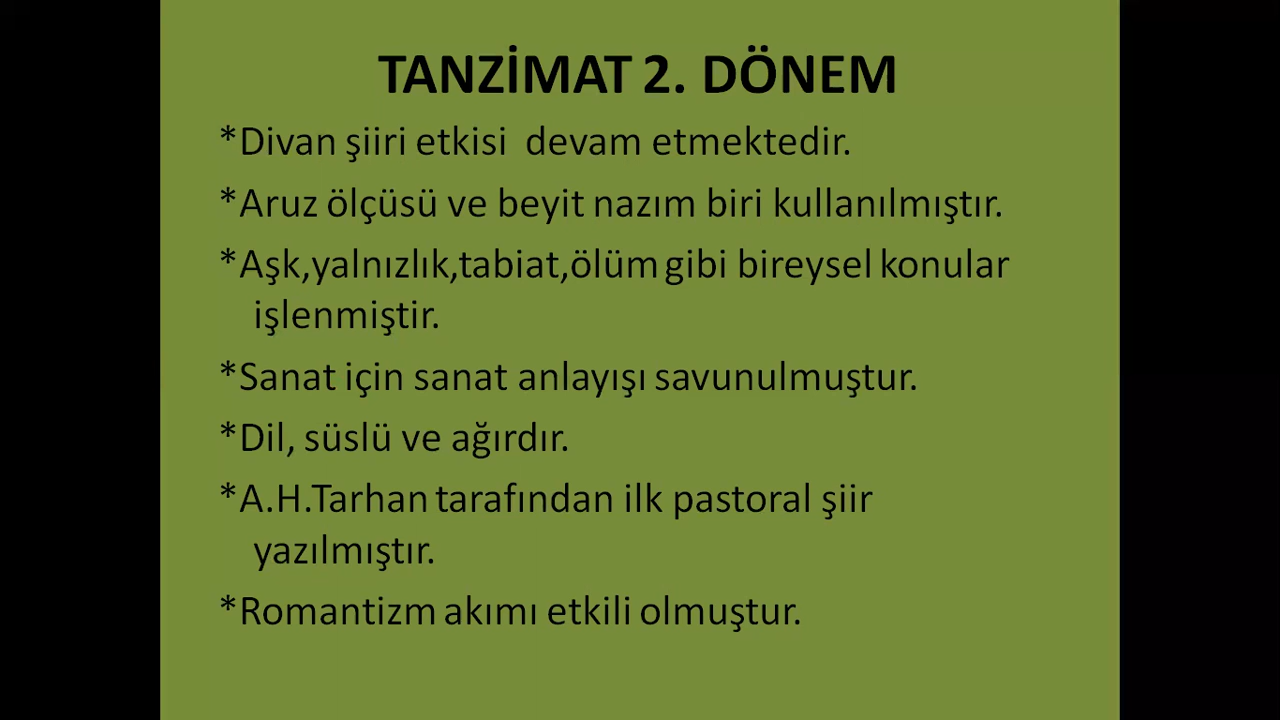 TANZİMAT 2. DÖNEM
*Divan şiiri etkisi devam etmektedir.
*Aruz ölçüsü ve beyit nazım biri kullanılmıştır.
*Aşk,yalnızlık,tabiat,ölüm gibi bireysel konular
işlenmiştir.
*Sanat için sanat anlayışı savunulmuştur.
*Dil, süslü ve ağırdır.
*A.H.Tarhan tarafından ilk pastoral şiir
yazılmıştır.
*Romantizm akımı etkili olmuştur.